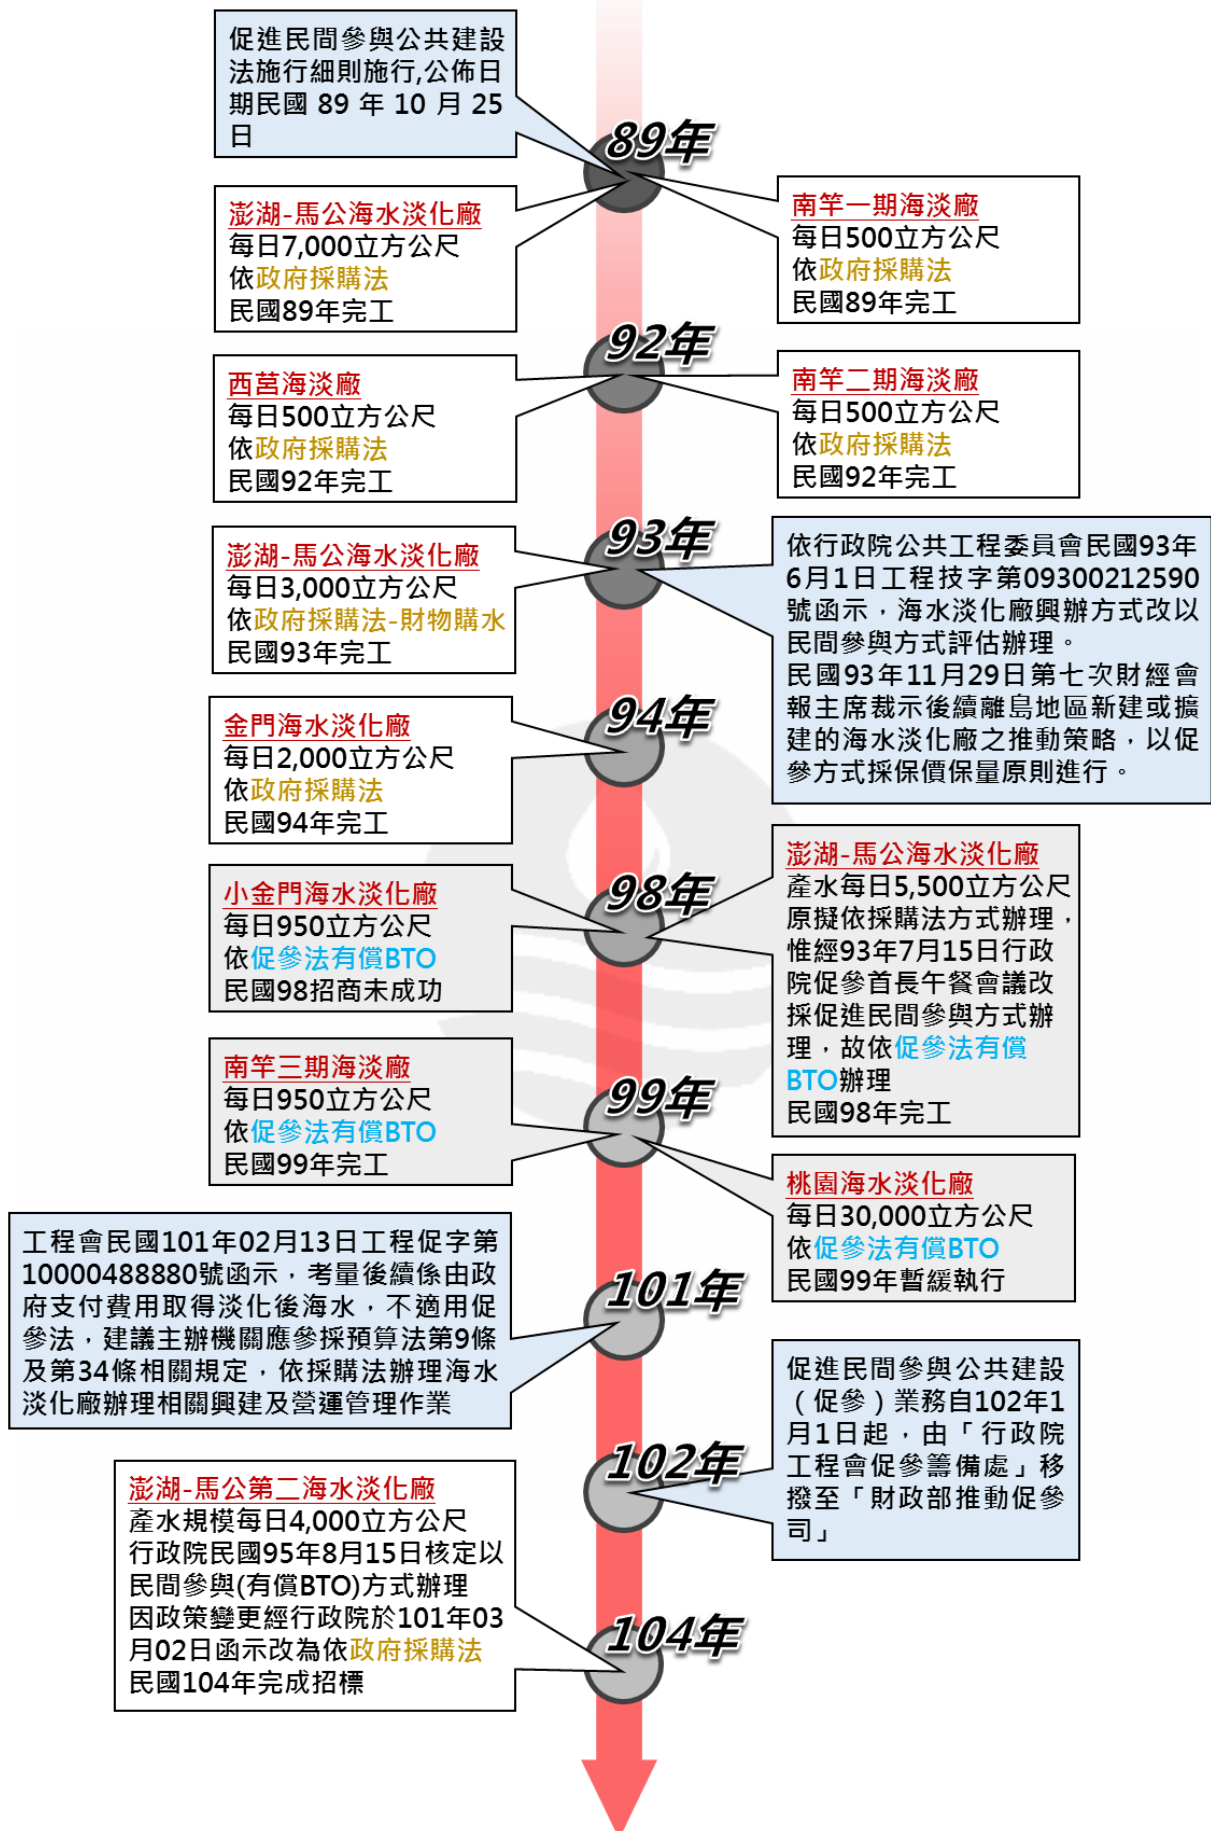 促進民間參與公共建設
法施行細則施行,公佈日
期民國 89 年 10 月 25
日
89年
澎湖-馬公海水淡化廠
每日7,000立方公尺
依政府採購法
民國89年完工
南竿一期海淡廠
每日500立方公尺
依政府採購法
民國89年完工
92年
西莒海淡廠
每日500立方公尺
依政府採購法
民國92年完工
南竿二期海淡廠
每日500立方公尺
依政府採購法
民國92年完工
93年
澎湖-馬公海水淡化廠
每日3,000立方公尺
依政府採購法-財物購水
民國93年完工
依行政院公共工程委員會民國93年
6月1日工程技字第09300212590
號函示，海水淡化廠興辦方式改以
民間參與方式評估辦理。
民國93年11月29日第七次財經會
報主席裁示後續離島地區新建或擴
建的海水淡化廠之推動策略，以促
參方式採保價保量原則進行。
94年
金門海水淡化廠
每日2,000立方公尺
依政府採購法
民國94年完工
98年
小金門海水淡化廠
每日950立方公尺
依促參法有償BTO
民國98招商未成功
澎湖-馬公海水淡化廠
產水每日5,500立方公尺
原擬依採購法方式辦理，
惟經93年7月15日行政
院促參首長午餐會議改
採促進民間參與方式辦
理，故依促參法有償
BTO辦理
民國98年完工
99年
南竿三期海淡廠
每日950立方公尺
依促參法有償BTO
民國99年完工
桃園海水淡化廠
每日30,000立方公尺
依促參法有償BTO
民國99年暫緩執行
101年
工程會民國101年02月13日工程促字第
10000488880號函示，考量後續係由政
府支付費用取得淡化後海水，不適用促
參法，建議主辦機關應參採預算法第9條
及第34條相關規定，依採購法辦理海水
淡化廠辦理相關興建及營運管理作業
102年
促進民間參與公共建設
（促參）業務自102年1
月1日起，由「行政院
工程會促參籌備處」移
撥至「財政部推動促參
司」
104年
澎湖-馬公第二海水淡化廠
產水規模每日4,000立方公尺
行政院民國95年8月15日核定以
民間參與(有償BTO)方式辦理
因政策變更經行政院於101年03
月02日函示改為依政府採購法
民國104年完成招標